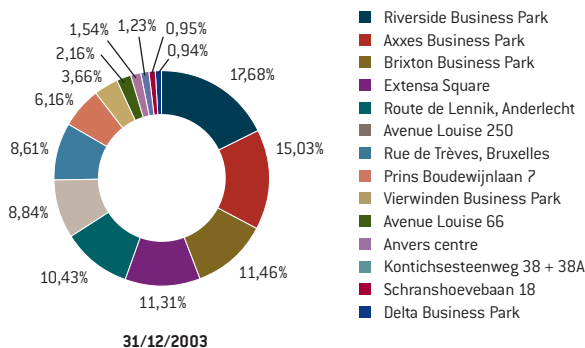 1,54%
1,23%
0,95%
2,16%
0,94%
3,66%
17,68%
6,16%
8,61%
15,03%
8,84%
10,43%
11,46%
11,31%
31/12/2003
Riverside Business Park
Axxes Business Park
Brixton Business Park
Extensa Square
Route de Lennik, Anderlecht
Avenue Louise 250
Rue de Trèves, Bruxelles
Prins Boudewijnlaan 7
Vierwinden Business Park
Avenue Louise 66
Anvers centre
Kontichsesteenweg 38 + 38A
Schranshoevebaan 18
Delta Business Park